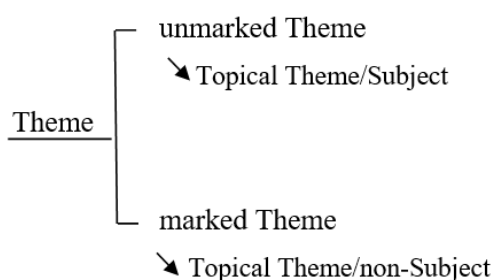 unmarked Theme
Topical Theme/Subject
Theme
marked Theme
Topical Theme/non-Subject